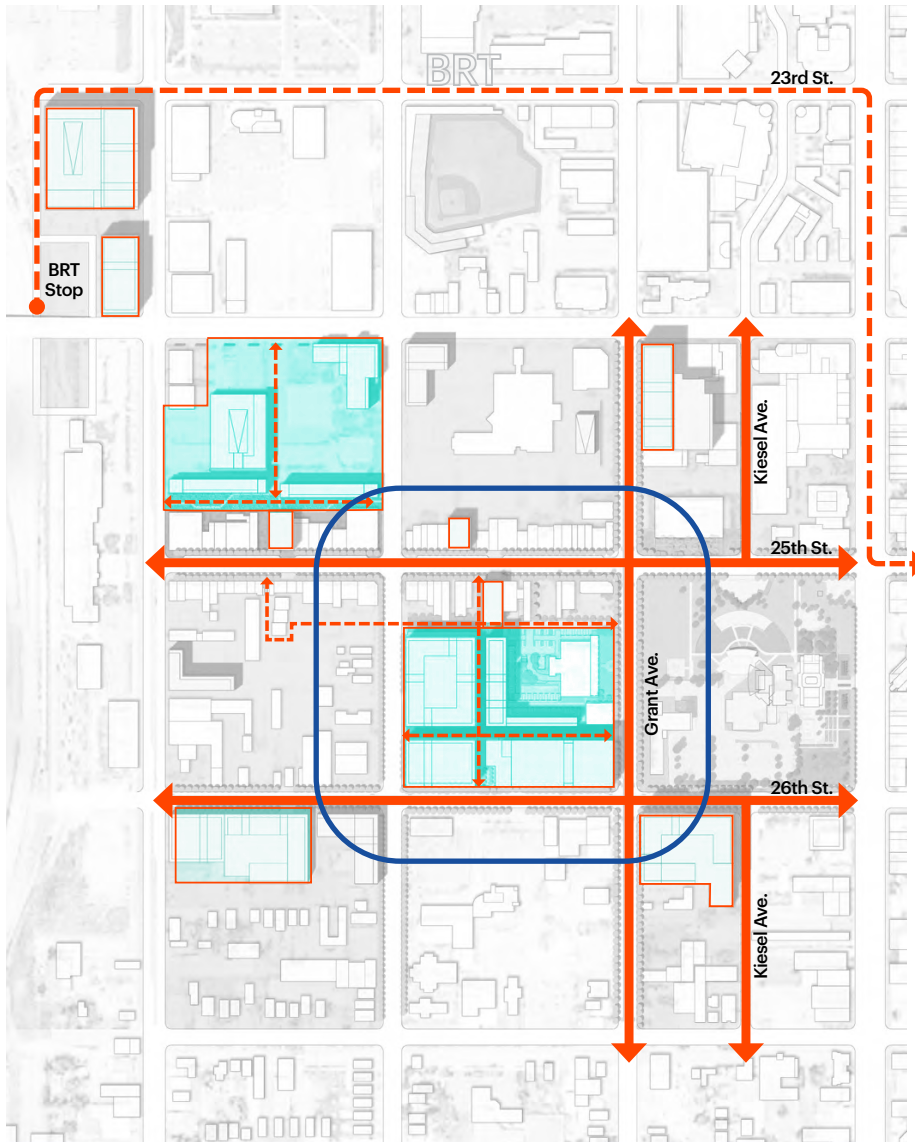 BRT
23rd St.
BRT
Stop
Kiesel Ave.
25th St.
Grant Ave.
26th St.
Kiesel Ave.